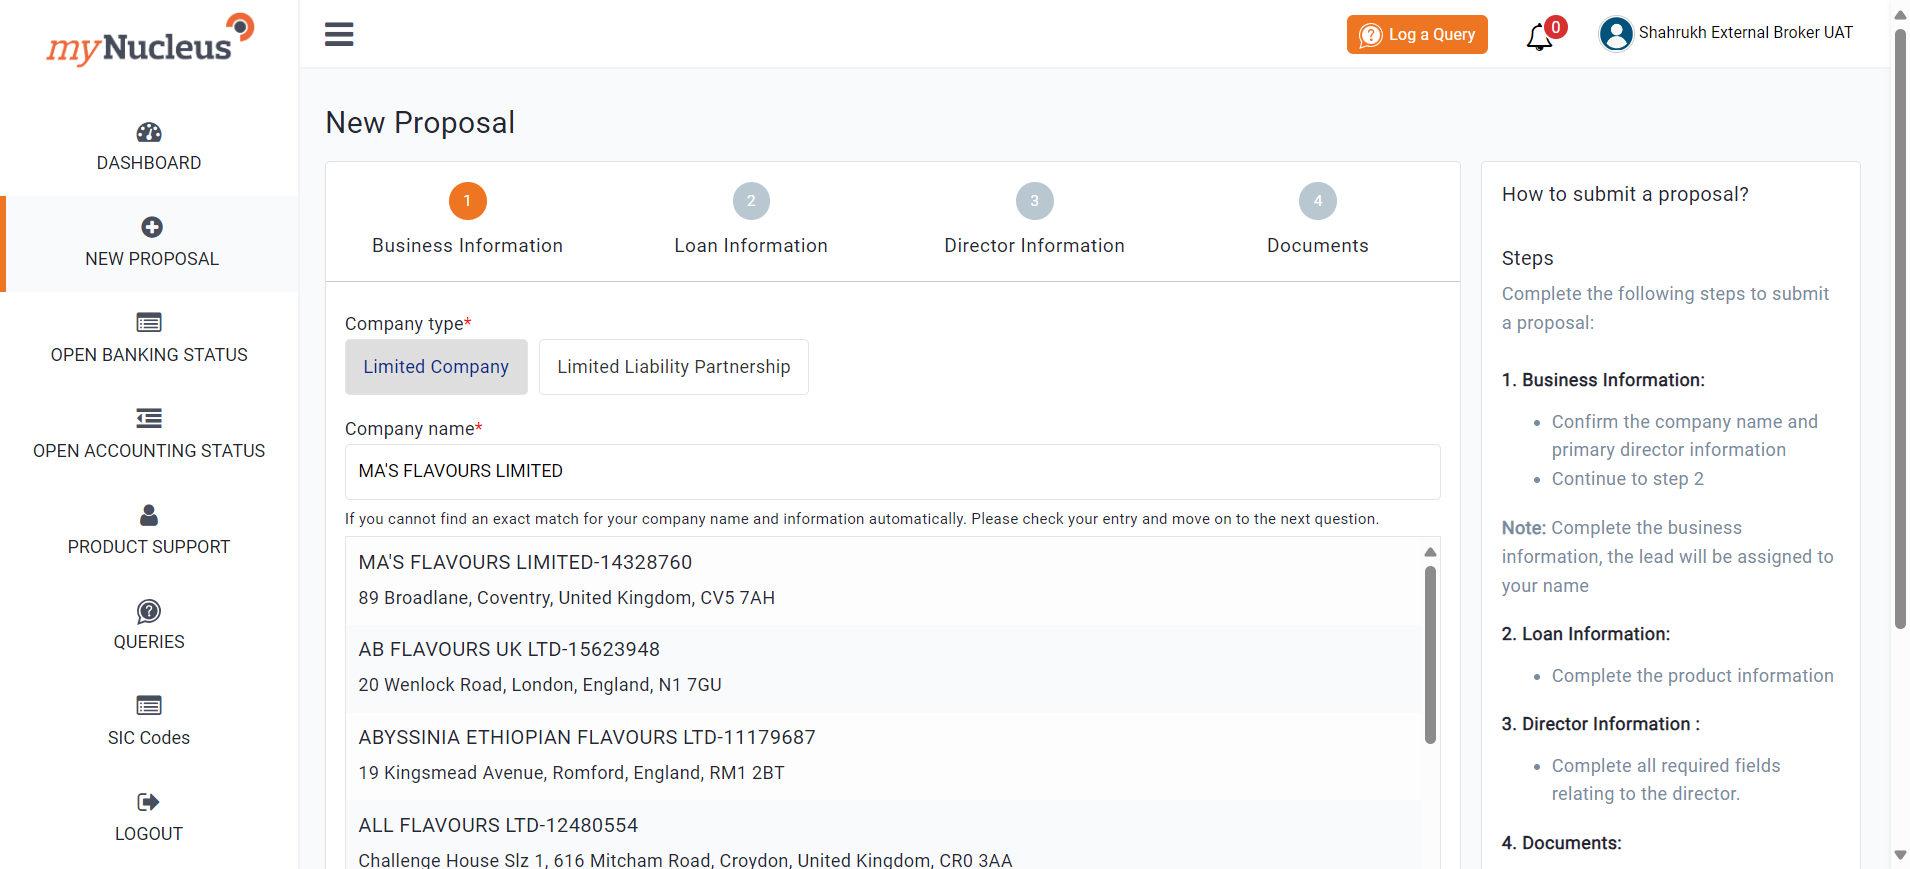 myNucleus
Log a Query
0
Shahrukh External Broker UAT
DASHBOARD
NEW PROPOSAL
OPEN BANKING STATUS
OPEN ACCOUNTING STATUS
PRODUCT SUPPORT
QUERIES
SIC Codes
LOGOUT
New Proposal
1
Business Information
2
Loan Information
3
Director Information
4
Documents
Company type*
Limited Company
Limited Liability Partnership
Company name*
MA'S FLAVOURS LIMITED
If you cannot find an exact match for your company name and information automatically. Please check your entry and move on to the next question.
MA'S FLAVOURS LIMITED-14328760
89 Broadlane, Coventry, United Kingdom, CV5 7AH
AB FLAVOURS UK LTD-15623948
20 Wenlock Road, London, England, N1 7GU
ABYSSINIA ETHIOPIAN FLAVOURS LTD-11179687
19 Kingsmead Avenue, Romford, England, RM1 2BT
ALL FLAVOURS LTD-12480554
Challenge House Slz 1, 616 Mitcham Road, Croydon, United Kingdom, CR0 3AA
How to submit a proposal?
Steps
Complete the following steps to submit
a proposal:
1. Business Information:
• Confirm the company name and
primary director information
• Continue to step 2
Note: Complete the business
information, the lead will be assigned to
your name
2. Loan Information:
• Complete the product information
3. Director Information :
• Complete all required fields
relating to the director.
4. Documents: